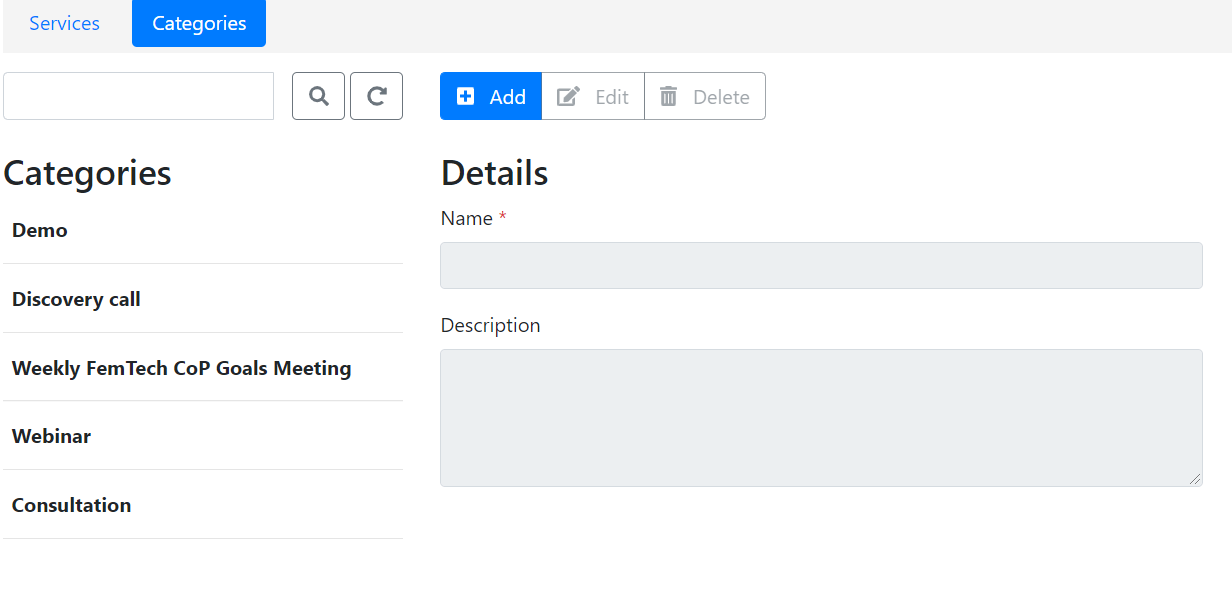 Services Categories
Add Edit Delete
Categories
Demo
Discovery call
Weekly FemTech CoP Goals Meeting
Webinar
Consultation
Details
Name *
Description